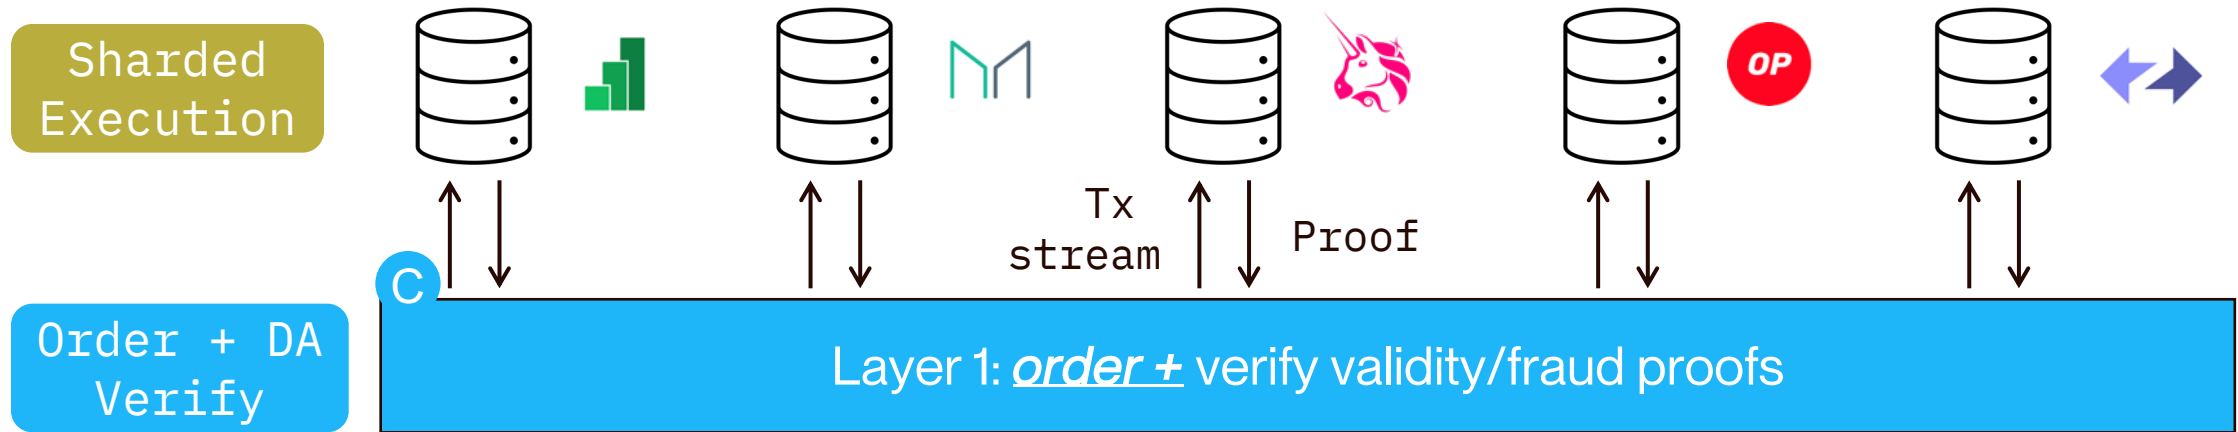 Sharded
Execution
OP
Tx
stream
Proof
C
Order + DA
Verify
Layer 1: order + verify validity/fraud proofs